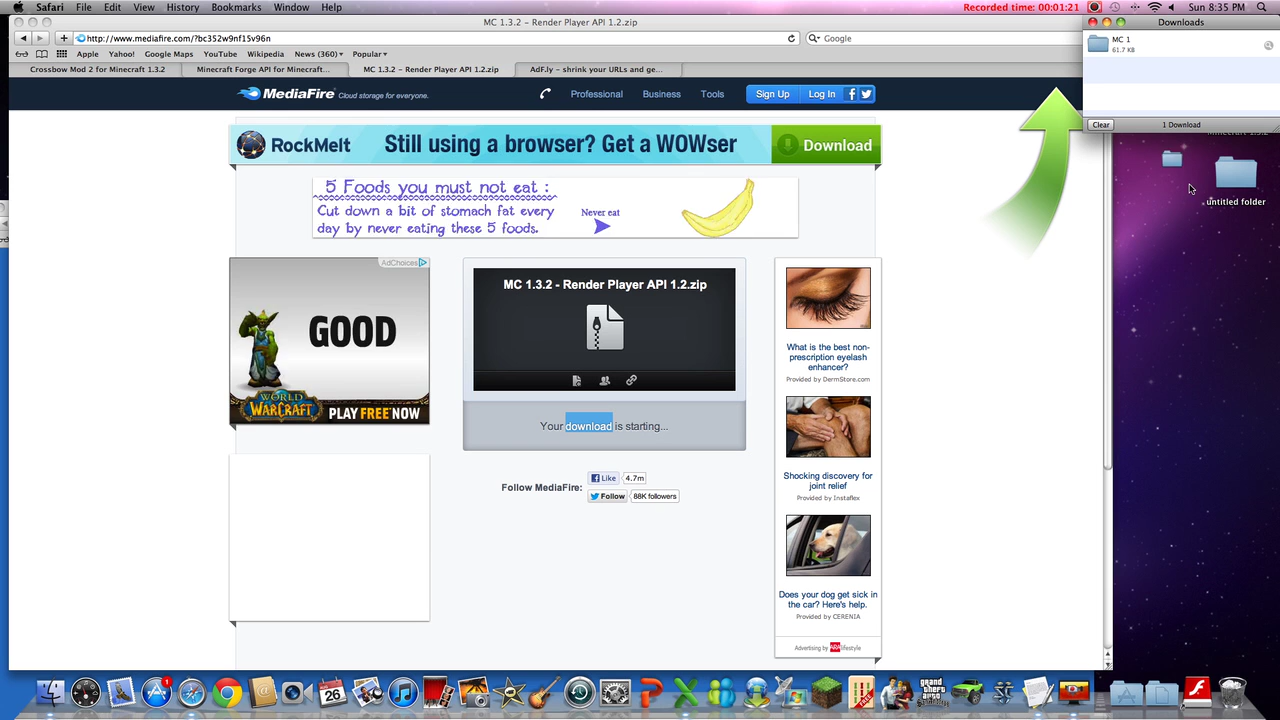 Safari File Edit View History Bookmarks Window Help
Recorded time: 00:01:21
Sun 8:35 PM
MC 1.3.2 - Render Player API 1.2.zip
http://www.mediafire.com/?bc352w9nf15v96n
Google
Apple Yahoo! Google Maps YouTube Wikipedia News (360) Popular
Crossbow Mod 2 for Minecraft 1.3.2
Minecraft Forge API for Minecraft...
MC 1.3.2 - Render Player API 1.2.zip
AdF.ly - shrink your URLs and ge...
Downloads
MC 1
61.7 KB
Clear
1 Download
untitled folder
MediaFire Cloud storage for everyone.
Professional Business Tools Sign Up Log In
RockMelt Still using a browser? Get a WOWser Download
5 Foods you must not eat :
Cut down a bit of stomach fat every
day by never eating these 5 foods.
Never eat
AdChoices
GOOD
WORLD
WARCRAFT
PLAY FREE NOW
MC 1.3.2 - Render Player API 1.2.zip
Your download is starting...
Follow MediaFire:
Like 4.7m
Follow 88K followers
What is the best non-
prescription eyelash
enhancer?
Provided by DermStore.com
Shocking discovery for
joint relief
Provided by Instaflex
Does your dog get sick in
the car? Here's help.
Provided by CERENIA
Advertising by ARAlifestyle
26